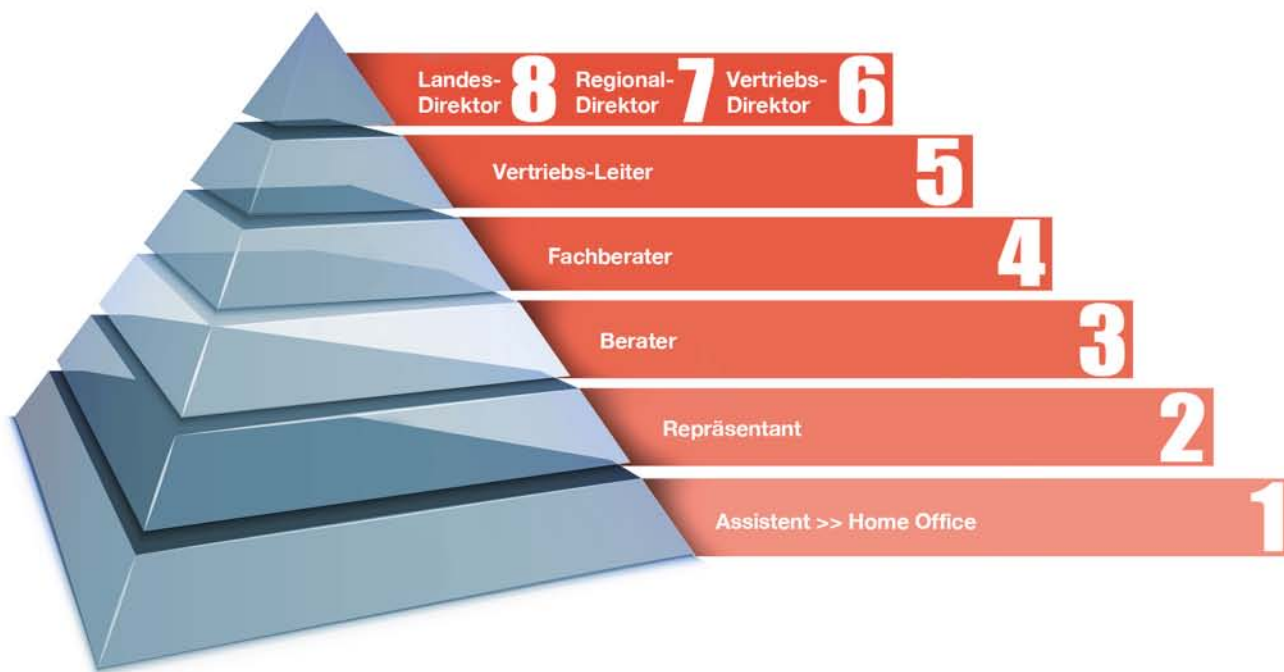 Landes-
Direktor 8
Regional-
Direktor 7
Vertriebs-
Direktor 6
Vertriebs-Leiter 5
Fachberater 4
Berater 3
Repräsentant 2
Assistent >> Home Office 1